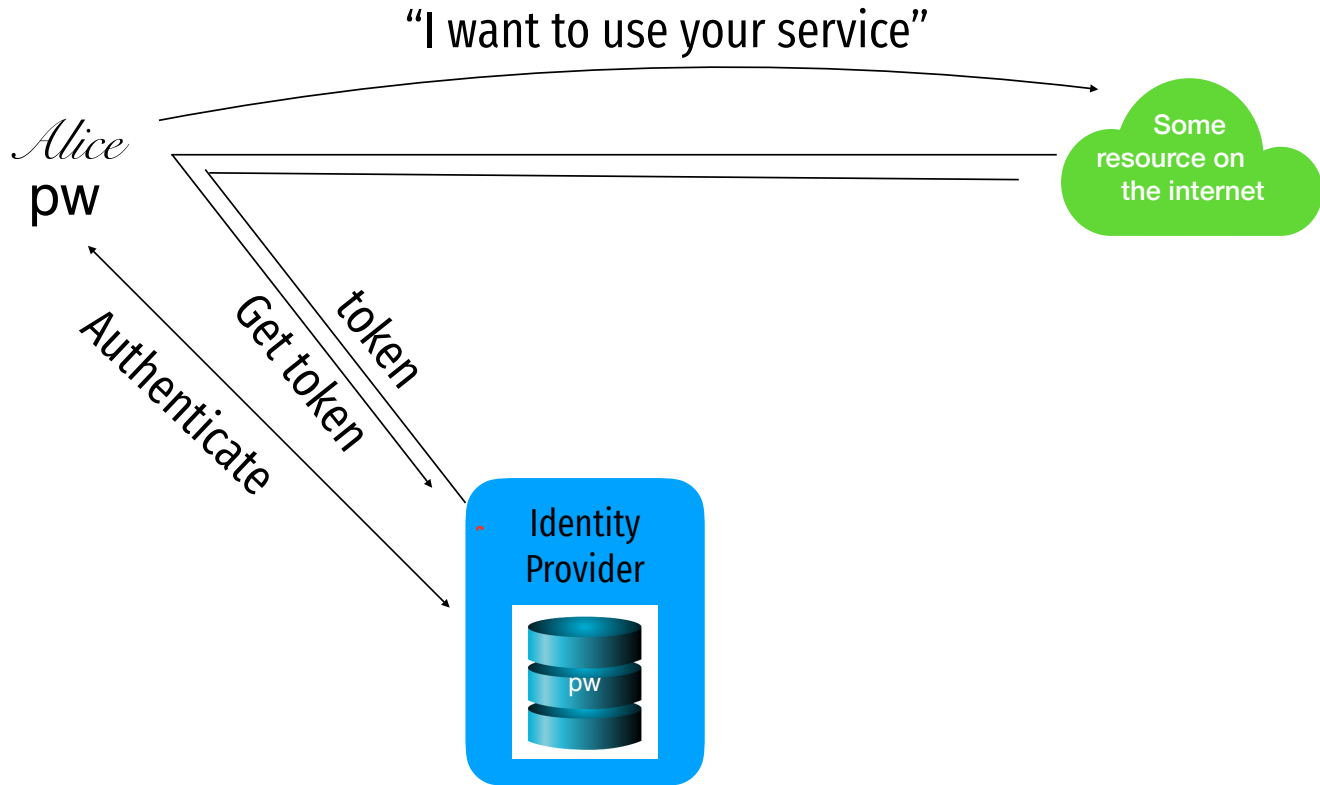 “I want to use your service”
Alice
pw
Some
resource on
the internet
token
Get token
Authenticate
Identity
Provider
pw